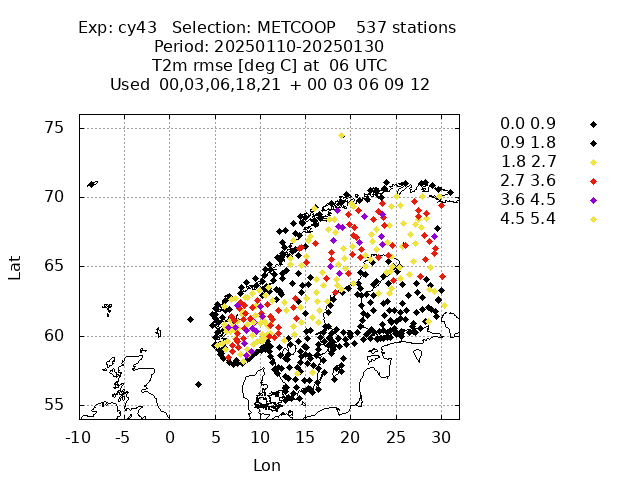 Exp: cy43   Selection: METCOOP    537 stations
Period: 20250110-20250130
T2m rmse [deg C] at  06 UTC
Used  00,03,06,18,21  + 00 03 06 09 12
0.0 0.9
0.9 1.8
1.8 2.7
2.7 3.6
3.6 4.5
4.5 5.4
75
70
65
60
55
Lat
-10 -5 0 5 10 15 20 25 30
Lon